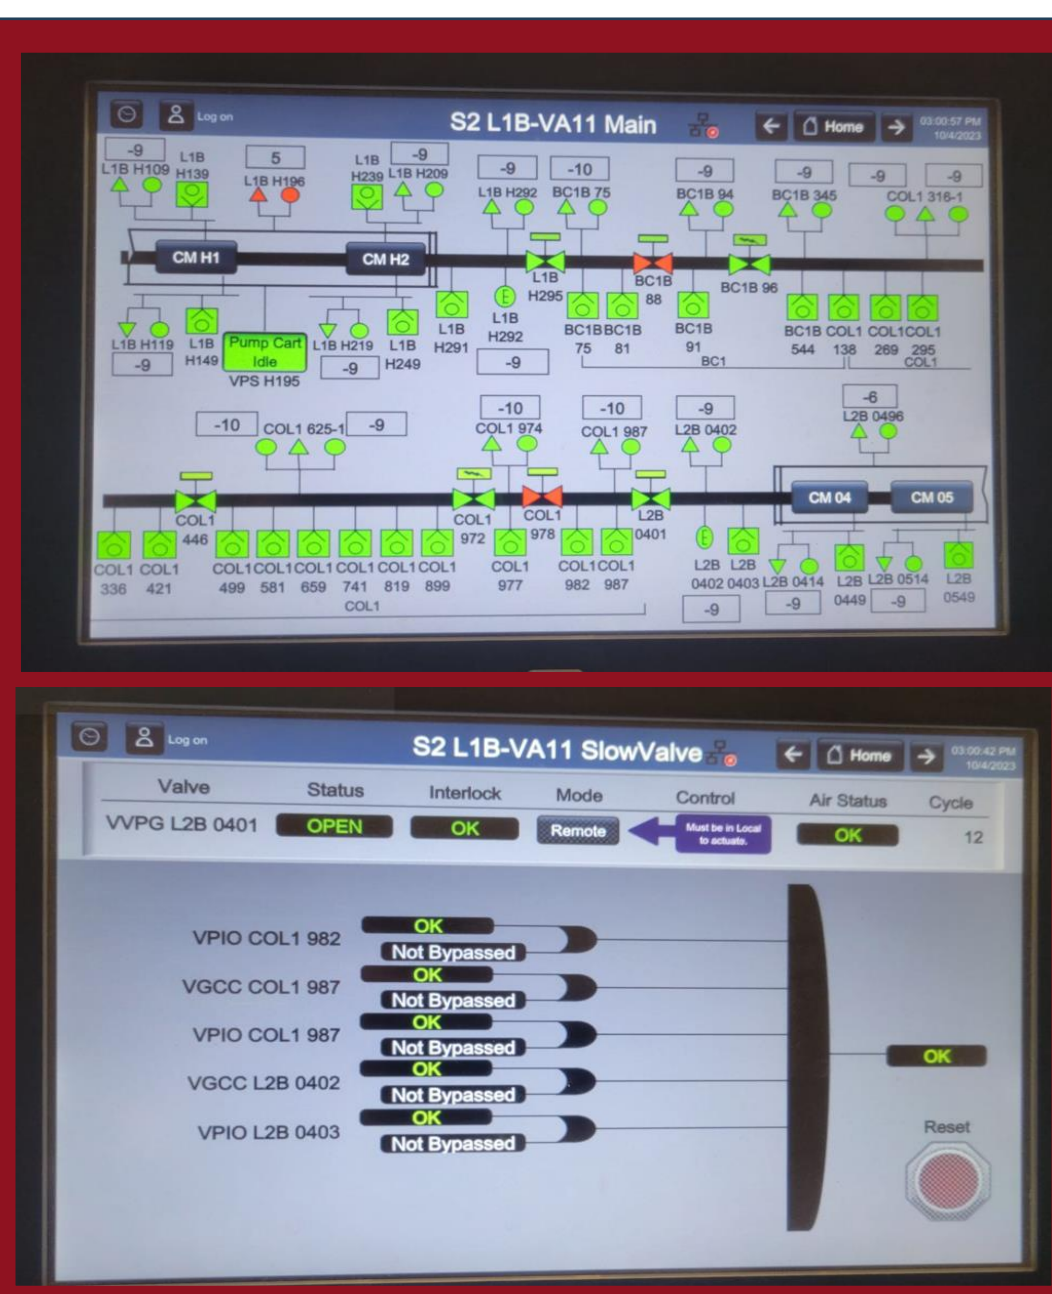 Log on
S2 L1B-VA11 Main
Home
03:00:57 PM
10/4/2023
-9
L1B H109
L1B
H139
5
L1B H196
L1B
H239
-9
L1B H209
-9
L1B H292
-10
BC1B 75
-9
BC1B 94
-9
BC1B 345
-9
-9
COL1 316-1
CM H1
CM H2
L1B
H295
BC1B
88
BC1B 96
L1B H119
-9
L1B
H149
Pump Cart
Idle
VPS H195
L1B H219
-9
L1B
H249
L1B
H291
E
L1B
H292
-9
BC1B
75
BC1B
81
BC1B
91
BC1
BC1B
544
COL1
138
COL1
269
COL1
295
COL1
-10
COL1 625-1
-9
-10
COL1 974
-10
COL1 987
-9
L2B 0402
-6
L2B 0496
CM 04
CM 05
COL1
446
COL1
972
COL1
978
L2B
0401
COL1
336
COL1
421
COL1
499
COL1
581
COL1
659
COL1
741
COL1
819
COL1
899
COL1
977
COL1
982
COL1
987
COL1
E
L2B
0402
-9
L2B
0403
L2B 0414
-9
L2B
0449
L2B 0514
-9
L2B
0549
Log on
S2 L1B-VA11 SlowValve
Home
03:00:42 PM
10/4/2023
Valve Status Interlock Mode Control Air Status Cycle
VVPG L2B 0401 OPEN OK Remote
Must be in Local
to actuate.
OK 12
VPIO COL1 982
OK
Not Bypassed
VGCC COL1 987
OK
Not Bypassed
VPIO COL1 987
OK
Not Bypassed
VGCC L2B 0402
OK
Not Bypassed
VPIO L2B 0403
OK
Not Bypassed
OK
Reset